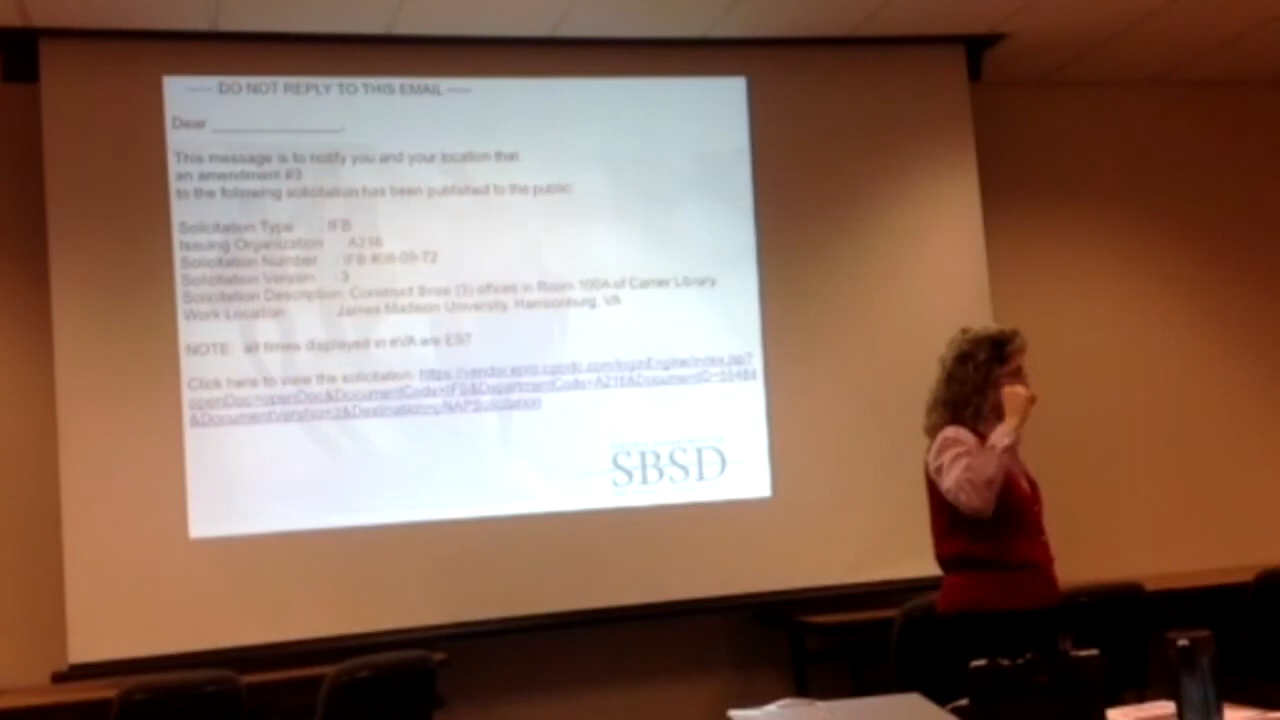 ---- DO NOT REPLY TO THIS EMAIL ----
Dear _______________,
This message is to notify you and your location that
an amendment #3
to the following solicitation has been published to the public:
Solicitation Type : IFB
Issuing Organization : A216
Solicitation Number : IFB #08-09-72
Solicitation Version : 3
Solicitation Description: Construct three (3) offices in Room 100A of Carrier Library
Work Location : James Madison University, Harrisonburg, VA
NOTE: all times displayed in eVA are EST
Click here to view the solicitation:
SBSD